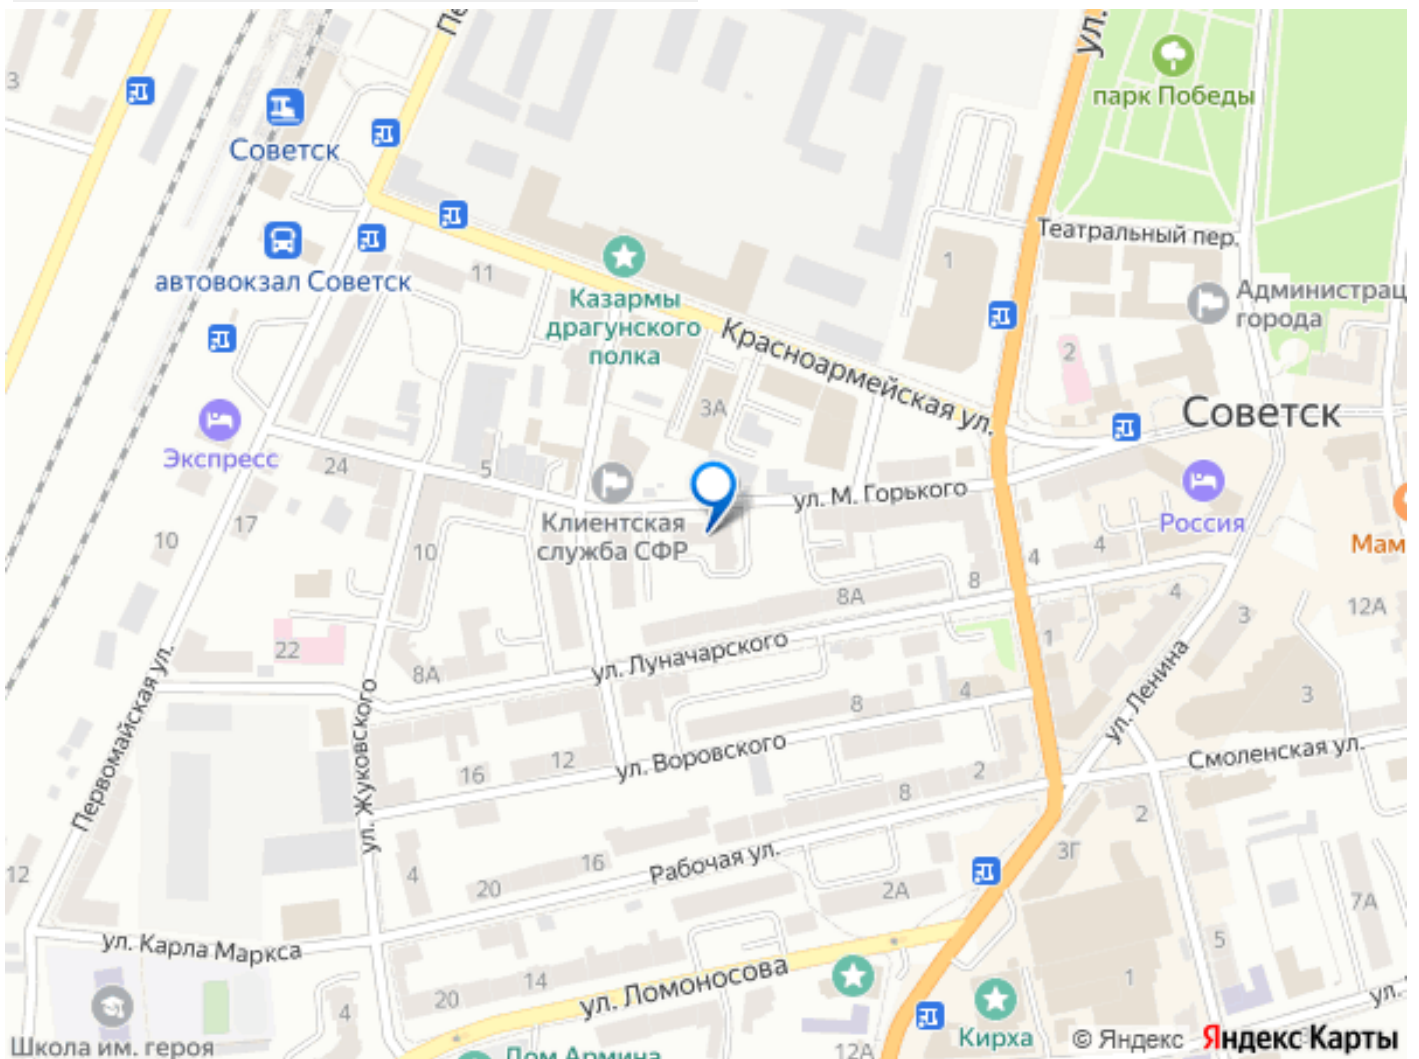 ул.
парк Победы
3
Советск
Театральный пер.
1
Администрац
города
11
автовокзал Советск
Казармы
драгунского
полка
Красноармейская ул.
2
3А
Советск
Экспресс
24
5
ул. М. Горького
Россия
17
Клиентская
служба СФР
10
10
Мам
4
4
8
8А
4
12А
3
1
22
8А
ул. Луначарского
Первомайская ул.
ул. Жуковского
4
8
ул. Ленина
3
ул. Воровского
12
16
2
8
Смоленская ул.
2
3Г
16
Рабочая ул.
12
4
20
2А
7А
ул. Карла Маркса
5
14
20
ул. Ломоносова
1
4
ул.
Кирха
12А
Школа им. героя
Дом Армина
© Яндекс Яндекс Карты